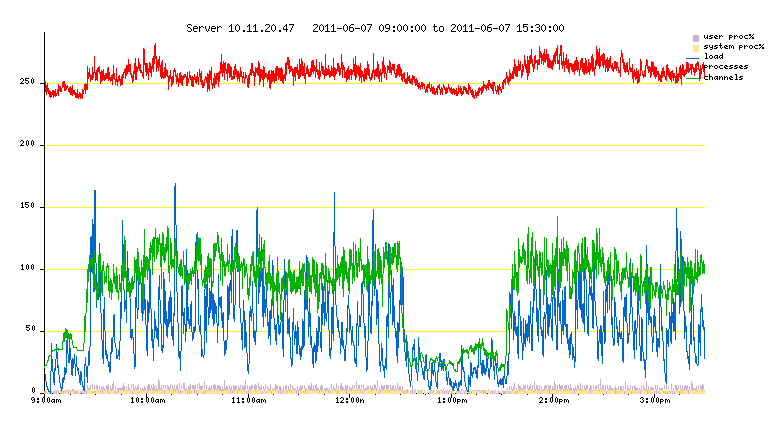 Server 10.11.20.47 2011-06-07 09:00:00 to 2011-06-07 15:30:00
user proc%
system proc%
load
processes
channels
250
200
150
100
50
0
9:00am 10:00am 11:00am 12:00pm 1:00pm 2:00pm 3:00pm